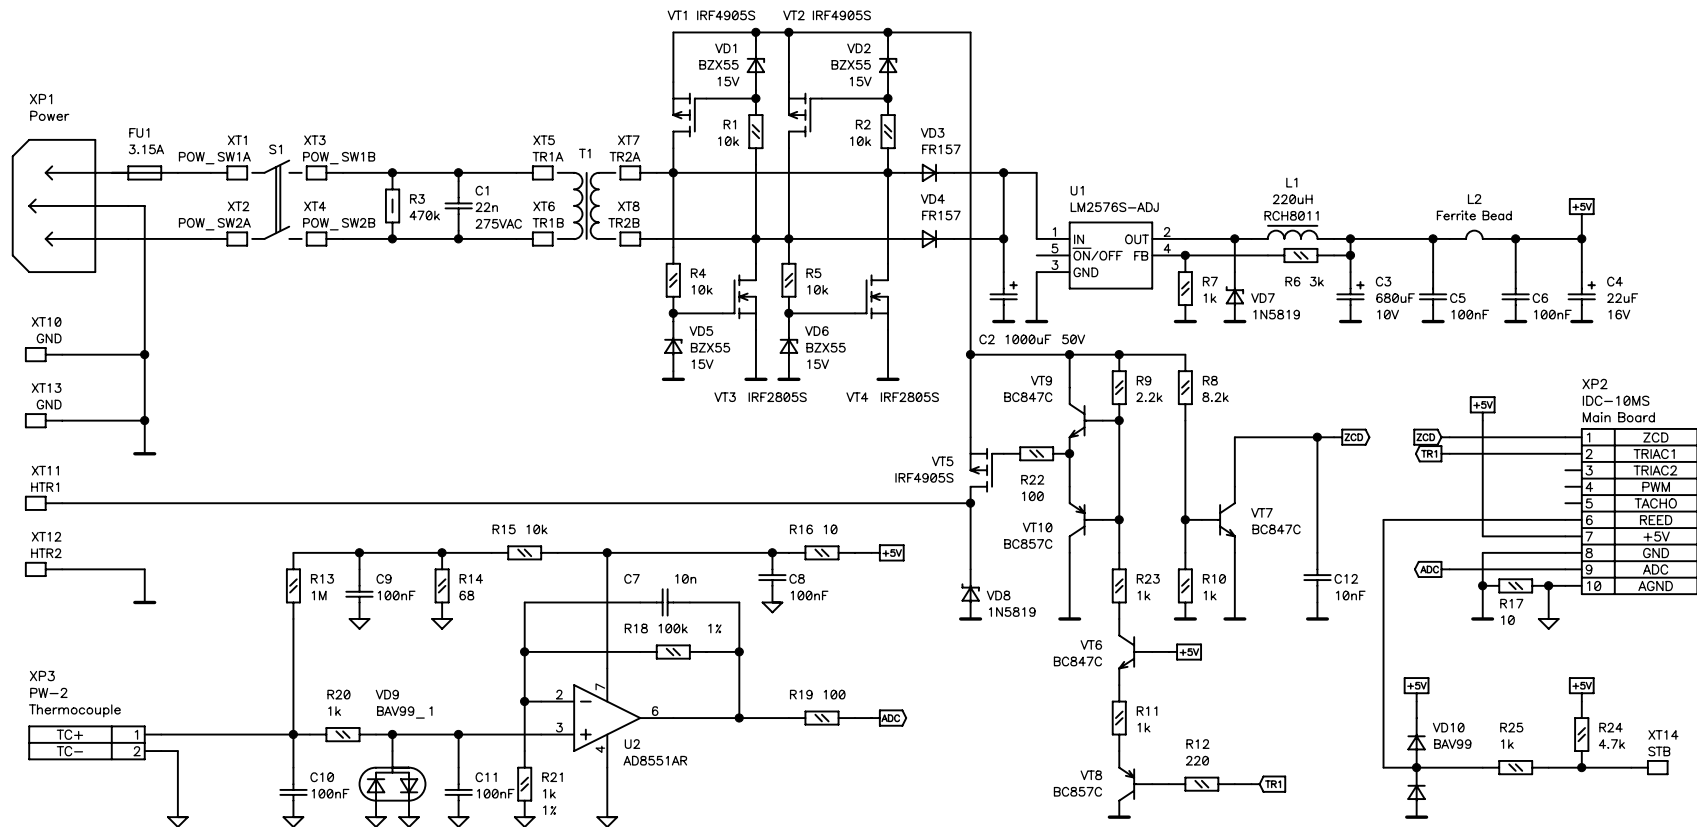 VT1 IRF4905S
VT2 IRF4905S
VD1
BZX55
15V
VD2
BZX55
15V
XP1
Power
FU1
3.15A
XT1
POW_SW1A
S1
XT3
POW_SW1B
XT5
TR1A
T1
XT7
TR2A
R1
10k
R2
10k
VD3
FR157
XT2
POW_SW2A
XT4
POW_SW2B
R3
470k
C1
22n
275VAC
XT6
TR1B
XT8
TR2B
VD4
FR157
U1
LM2576S-ADJ
1
IN
OUT
2
5
ON/OFF
FB
4
3
GND
L1
220uH
RCH8011
L2
Ferrite Bead
+5V
R4
10k
R5
10k
R7
1k
VD7
1N5819
R6 3k
C3
680uF
10V
+
C5
100nF
C6
100nF
C4
22uF
16V
+
+
C2 1000uF 50V
VD5
BZX55
15V
VD6
BZX55
15V
VT3 IRF2805S
VT4 IRF2805S
XT10
GND
XT13
GND
XT11
HTR1
XT12
HTR2
VT9
BC847C
R9
2.2k
R8
8.2k
VT5
IRF4905S
R22
100
VT10
BC857C
VT7
BC847C
ZCD
R23
1k
R10
1k
C12
10nF
VD8
1N5819
VT6
BC847C
+5V
R11
1k
VT8
BC857C
R12
220
TR1
XP2
IDC-10MS
Main Board
+5V
ZCD
TR1
ADC
1 ZCD
2 TRIAC1
3 TRIAC2
4 PWM
5 TACHO
6 REED
7 +5V
8 GND
9 ADC
10 AGND
R17
10
R15 10k
R16 10
+5V
R13
1M
C9
100nF
R14
68
C7 10n
C8
100nF
R18 100k 1%
XP3
PW-2
Thermocouple
TC+ 1
TC- 2
R20
1k
VD9
BAV99_1
2
-
3
+
7
4
6
U2
AD8551AR
R19 100
ADC
C10
100nF
C11
100nF
R21
1k
1%
+5V
+5V
VD10
BAV99
R25
1k
R24
4.7k
XT14
STB